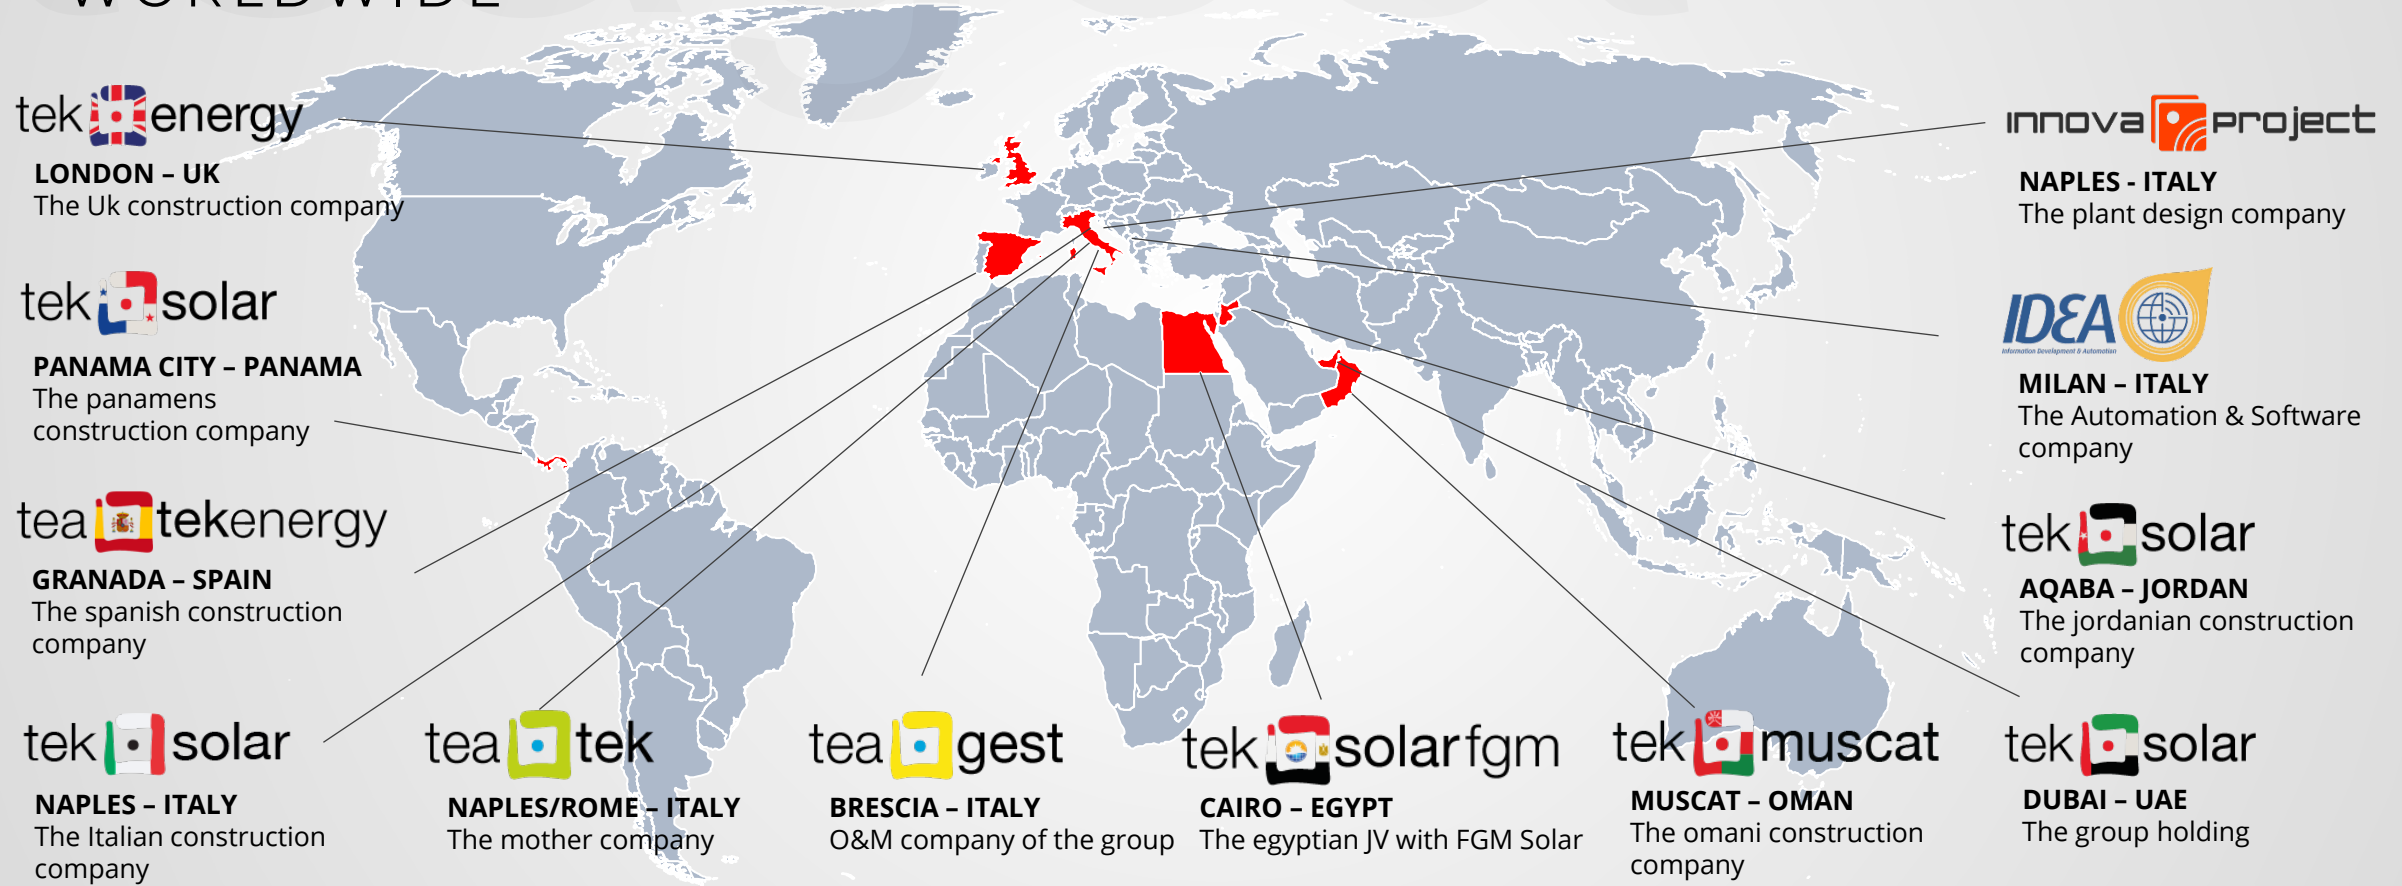 WORLDWIDE
tek energy
LONDON – UK
The Uk construction company
tek solar
PANAMA CITY – PANAMA
The panamens
construction company
tea tekenergy
GRANADA – SPAIN
The spanish construction
company
tek solar
NAPLES – ITALY
The Italian construction
company
tea tek
NAPLES/ROME – ITALY
The mother company
tea gest
BRESCIA – ITALY
O&M company of the group
tek solarfgm
CAIRO – EGYPT
The egyptian JV with FGM Solar
tek muscat
MUSCAT – OMAN
The omani construction
company
tek solar
DUBAI – UAE
The group holding
innova project
NAPLES - ITALY
The plant design company
IDEA
Information Development & Automation
MILAN – ITALY
The Automation & Software
company
tek solar
AQABA – JORDAN
The jordanian construction
company